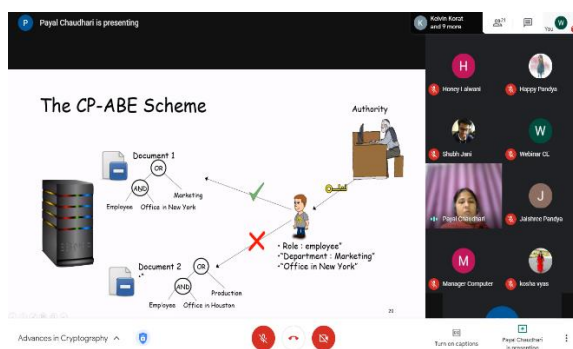 P Payal Chaudhari is presenting
K Kelvin Korat
and 9 more
You
W
The CP-ABE Scheme
Authority
Document 1
OR
AND
Marketing
Employee
Office in New York
• Role : employee"
•"Department : Marketing"
•"Office in New York"
Document 2
OR
AND
Production
Employee
Office in Houston
H
Honey Lalwani
Happy Pandya
Shubh Jani
W
Webinar CL
Payal Chaudhari
J
Jaishree Pandya
M
Manager Computer
kosha vyas
Advances in Cryptography
Turn on captions
Payal Chaudhari
is presenting